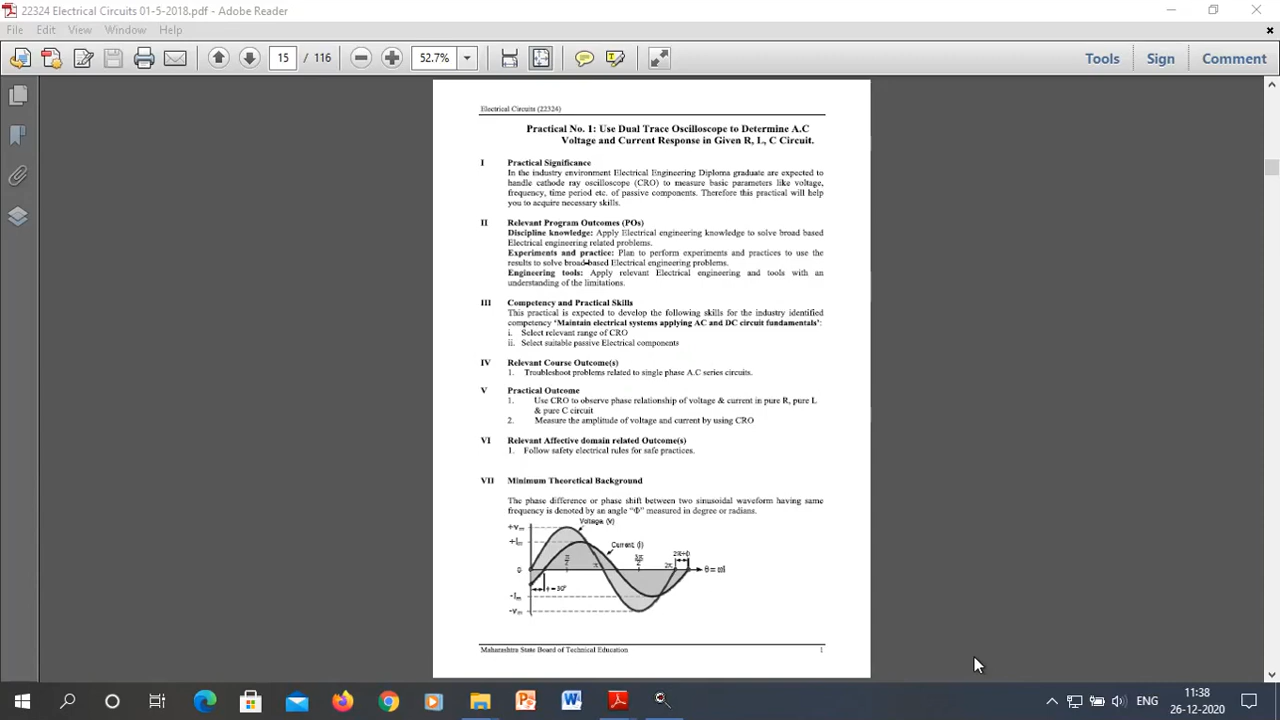 22324 Electrical Circuits 01-5-2018.pdf - Adobe Reader
File Edit View Window Help
15 / 116 52.7% Tools Sign Comment
Electrical Circuits (22324)
Practical No. 1: Use Dual Trace Oscilloscope to Determine A.C
Voltage and Current Response in Given R, L, C Circuit.
I Practical Significance
In the industry environment Electrical Engineering Diploma graduate are expected to
handle cathode ray oscilloscope (CRO) to measure basic parameters like voltage,
frequency, time period etc. of passive components. Therefore this practical will help
you to acquire necessary skills.
II Relevant Program Outcomes (POs)
Discipline knowledge: Apply Electrical engineering knowledge to solve broad based
Electrical engineering related problems.
Experiments and practice: Plan to perform experiments and practices to use the
results to solve broad-based Electrical engineering problems.
Engineering tools: Apply relevant Electrical engineering and tools with an
understanding of the limitations.
III Competency and Practical Skills
This practical is expected to develop the following skills for the industry identified
competency ‘Maintain electrical systems applying AC and DC circuit fundamentals’:
i. Select relevant range of CRO
ii. Select suitable passive Electrical components
IV Relevant Course Outcome(s)
1. Troubleshoot problems related to single phase A.C series circuits.
V Practical Outcome
1. Use CRO to observe phase relationship of voltage & current in pure R, pure L
& pure C circuit
2. Measure the amplitude of voltage and current by using CRO
VI Relevant Affective domain related Outcome(s)
1. Follow safety electrical rules for safe practices.
VII Minimum Theoretical Background
The phase difference or phase shift between two sinusoidal waveform having same
frequency is denoted by an angle “Φ” measured in degree or radians.
Voltage (V)
+Vm
+Im
Current (I)
2π+ϕ
π/2 π 2π
0 θ = ωt
-Im
-Vm
Maharashtra State Board of Technical Education 1
ENG
11:38
26-12-2020